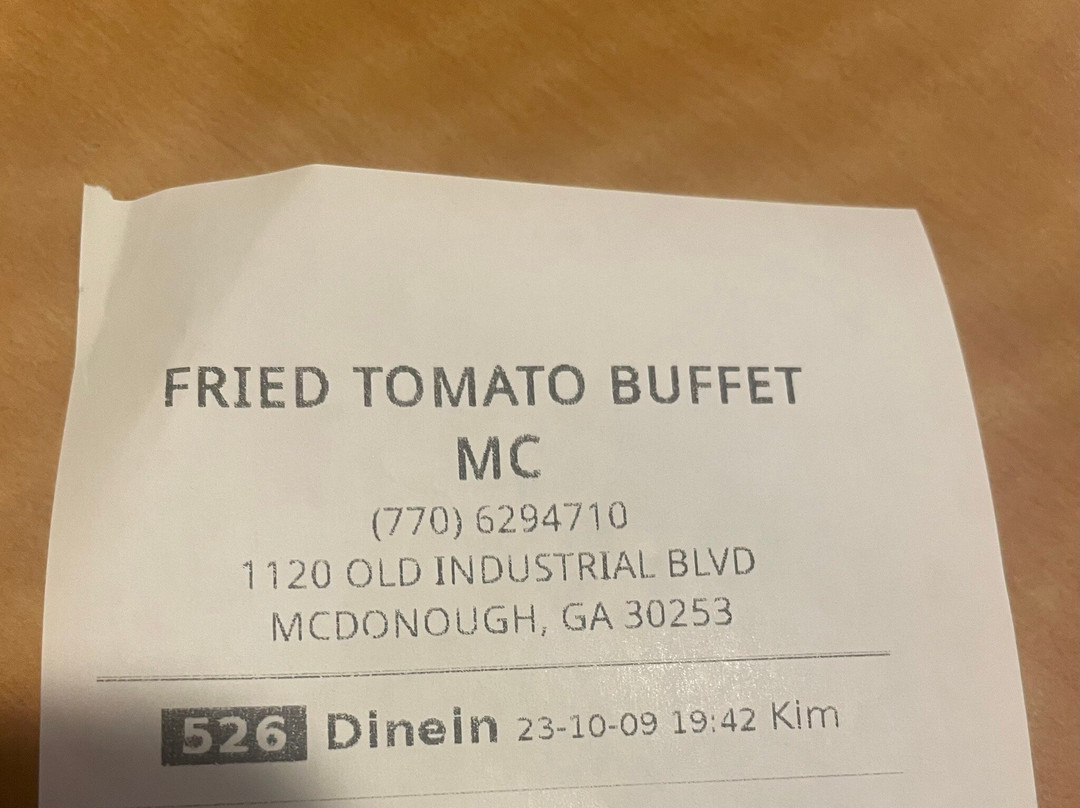 FRIED TOMATO BUFFET
MC
(770) 6294710
1120 OLD INDUSTRIAL BLVD
MCDONOUGH, GA 30253
526 Dinein 23-10-09 19:42 Kim